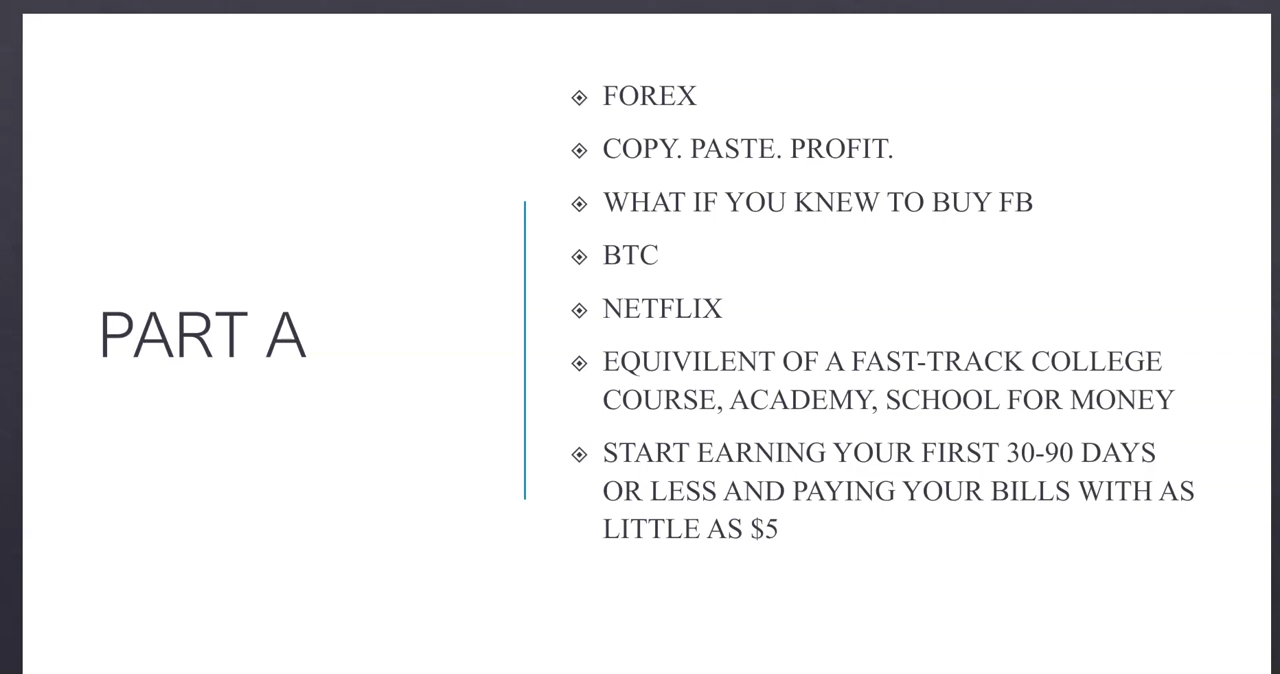 PART A
FOREX
COPY. PASTE. PROFIT.
WHAT IF YOU KNEW TO BUY FB
BTC
NETFLIX
EQUIVILENT OF A FAST-TRACK COLLEGE
COURSE, ACADEMY, SCHOOL FOR MONEY
START EARNING YOUR FIRST 30-90 DAYS
OR LESS AND PAYING YOUR BILLS WITH AS
LITTLE AS $5